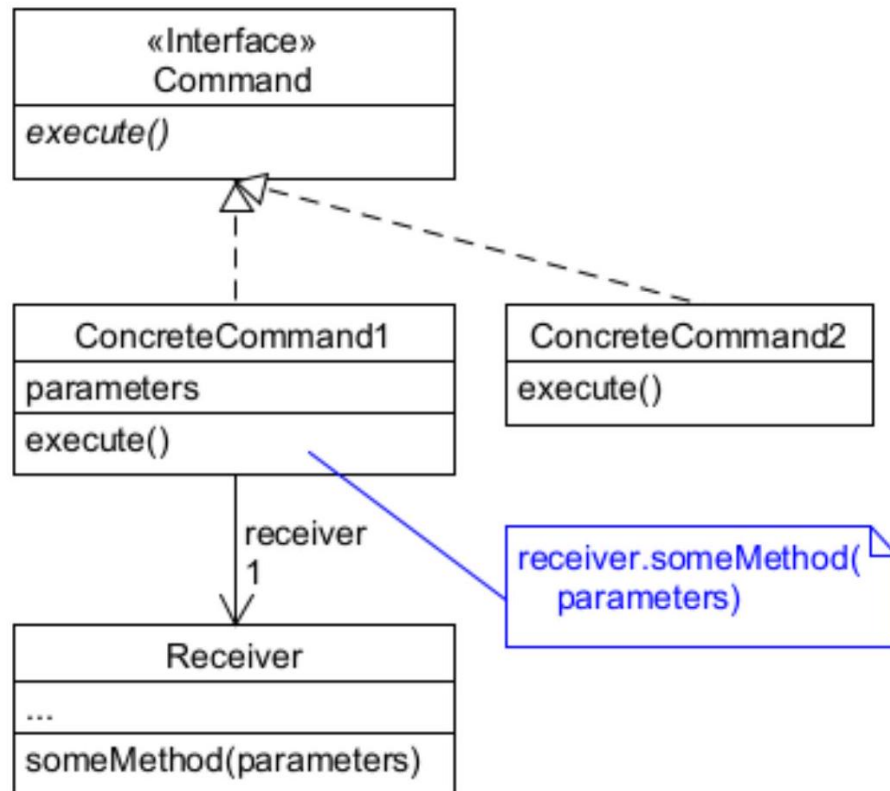 «Interface»
Command
execute()
ConcreteCommand1
parameters
execute()
ConcreteCommand2
execute()
receiver
1
receiver.someMethod(
parameters)
Receiver
...
someMethod(parameters)